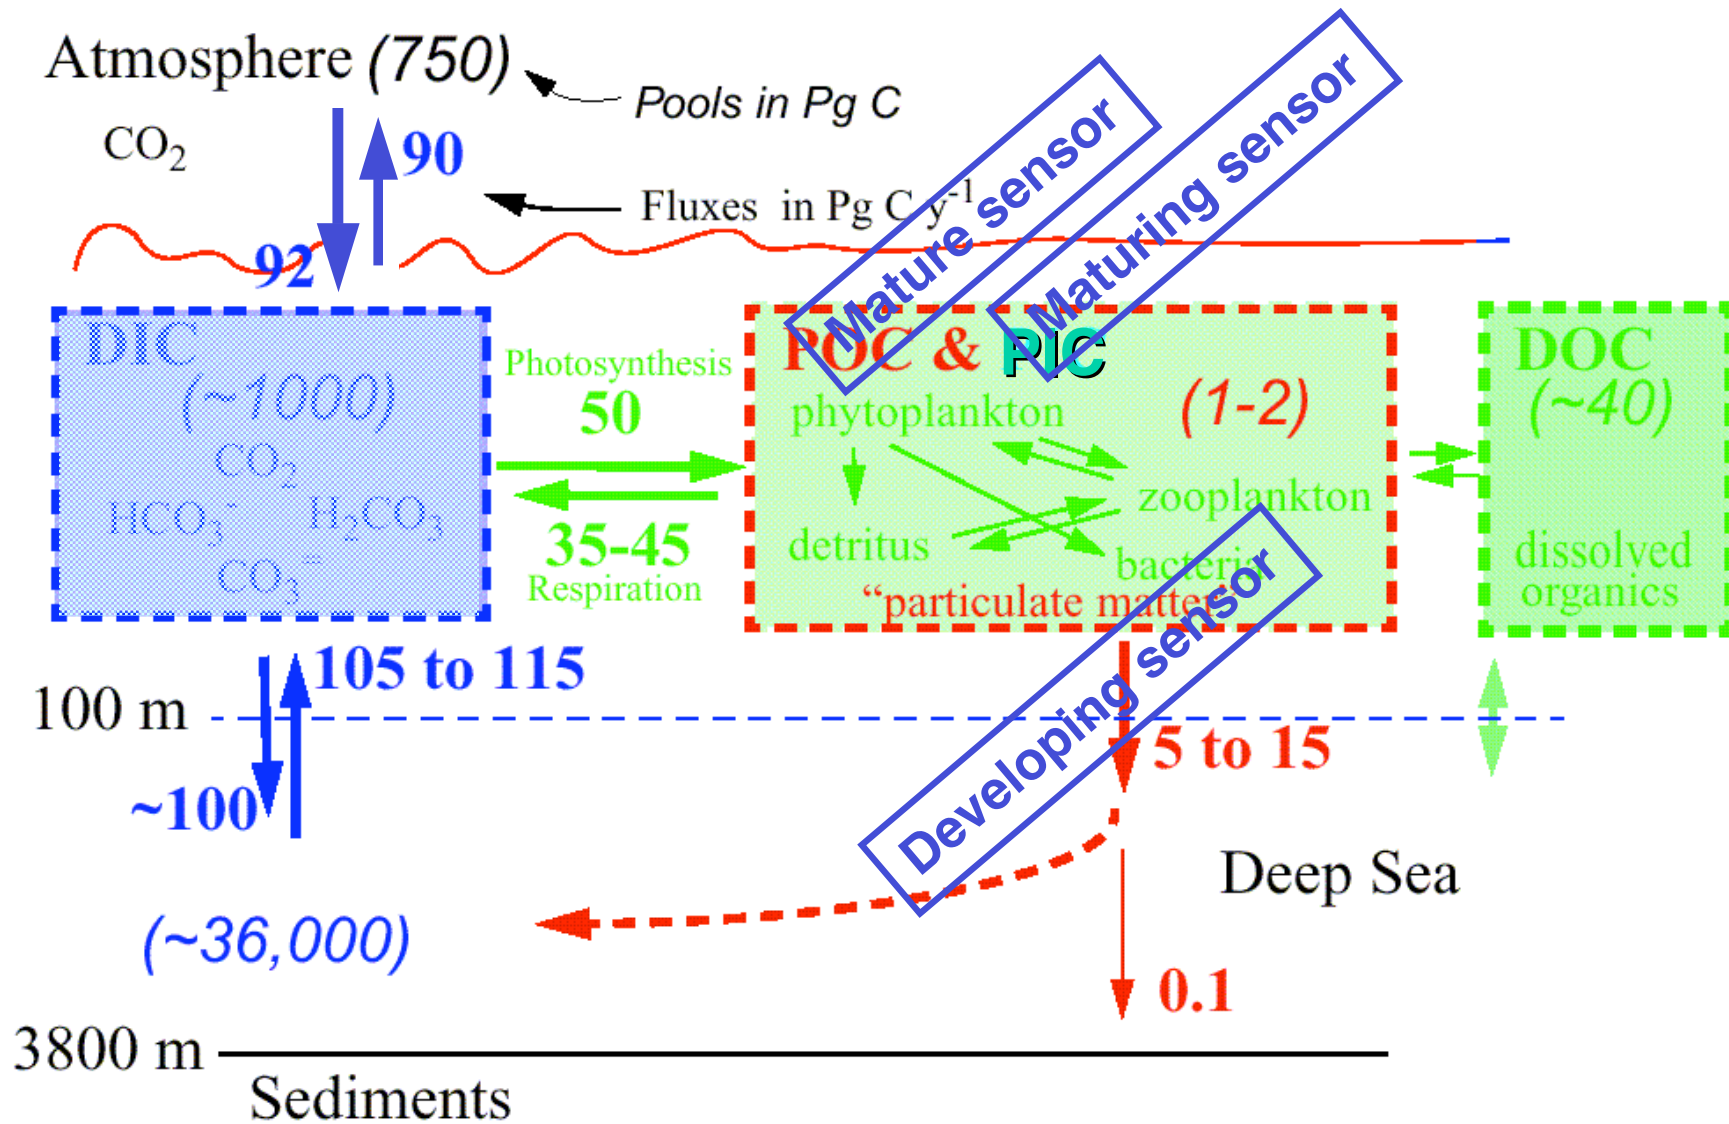 Atmosphere (750)
Pools in Pg C
CO₂
90
Fluxes in Pg C y⁻¹
92
Mature sensor
Maturing sensor
DIC
(~1000)
CO₂
HCO₃⁻
H₂CO₃
CO₃⁼
Photosynthesis
50
35-45
Respiration
POC & PIC
(1-2)
phytoplankton
zooplankton
detritus
bacteria
“particulate matter”
DOC
(~40)
dissolved
organics
Developing sensor
105 to 115
100 m
~100
5 to 15
Deep Sea
(~36,000)
0.1
3800 m
Sediments